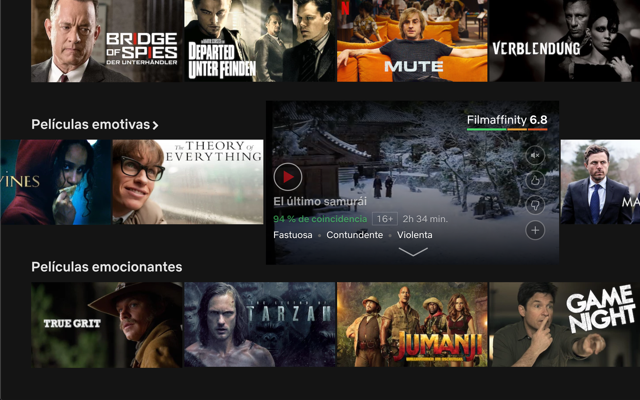 BRIDGE
OF SPIES
DER UNTERHÄNDLER
DEPARTED
UNTER FEINDEN
N
MUTE
VERBLENDUNG
Películas emotivas
Filmaffinity 6.8
VINES
THE THEORY OF
EVERYTHING
El último samurái
94 % de coincidencia 16+ 2h 34 min.
Fastuosa • Contundente • Violenta
MA
Películas emocionantes
TRUE GRIT
TARZAN
JUMANJI
GAME
NIGHT